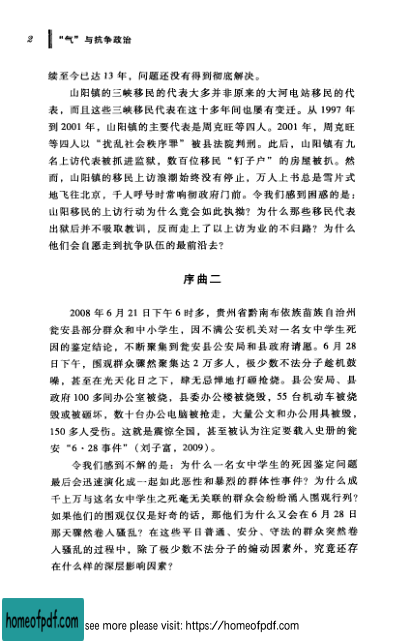 2 “气”与抗争政治
续至今已达 13 年，问题还没有得到彻底解决。
山阳镇的三峡移民的代表大多并非原来的大河电站移民的代
表，而且这些三峡移民代表在这十多年间也屡有变迁。从 1997 年
到 2001 年，山阳镇的主要代表是周克旺等四人。2001 年，周克旺
等四人以“扰乱社会秩序罪”被县法院判刑。此后，山阳镇有九
名上访代表被抓进监狱，数百位移民“钉子户”的房屋被扒。然
而，山阳镇的移民上访浪潮始终没有停止，万人上书总是雪片式
地飞往北京，千人呼号时常响彻政府门前。令我们感到困惑的是：
山阳移民的上访行动为什么竟会如此执拗？为什么那些移民代表
出狱后并不吸取教训，反而走上了以上访为业的不归路？为什么
他们会自愿走到抗争队伍的最前沿去？
序曲二
2008 年 6 月 21 日下午 6 时多，贵州省黔南布依族苗族自治州
瓮安县部分群众和中小学生，因不满公安机关对一名女中学生死
因的鉴定结论，不断聚集到瓮安县公安局和县政府请愿。6 月 28
日下午，围观群众骤然聚集达 2 万多人，极少数不法分子趁机鼓
噪，甚至在光天化日之下，肆无忌惮地打砸抢烧。县公安局、县
政府 100 多间办公室被烧，县委办公楼被烧毁，55 台机动车被烧
毁或被砸坏，数十台办公电脑被抢走，大量公文和办公用具被毁，
150 多人受伤。这就是震惊全国，甚至被认为注定要载入史册的瓮
安“6·28 事件”（刘子富，2009）。
令我们感到不解的是：为什么一名女中学生的死因鉴定问题
最后会迅速演化成一起如此恶性和暴烈的群体性事件？为什么成
千上万与这名女中学生之死毫无关联的群众会纷纷涌入围观行列？
如果他们的围观仅仅是好奇的话，那他们为什么又会在 6 月 28 日
那天骤然卷入骚乱？在这些平日普通、安分、守法的群众突然卷
入骚乱的过程中，除了极少数不法分子的煽动因素外，究竟还存
在什么样的深层影响因素？
homeofpdf.com see more please visit: https://homeofpdf.com